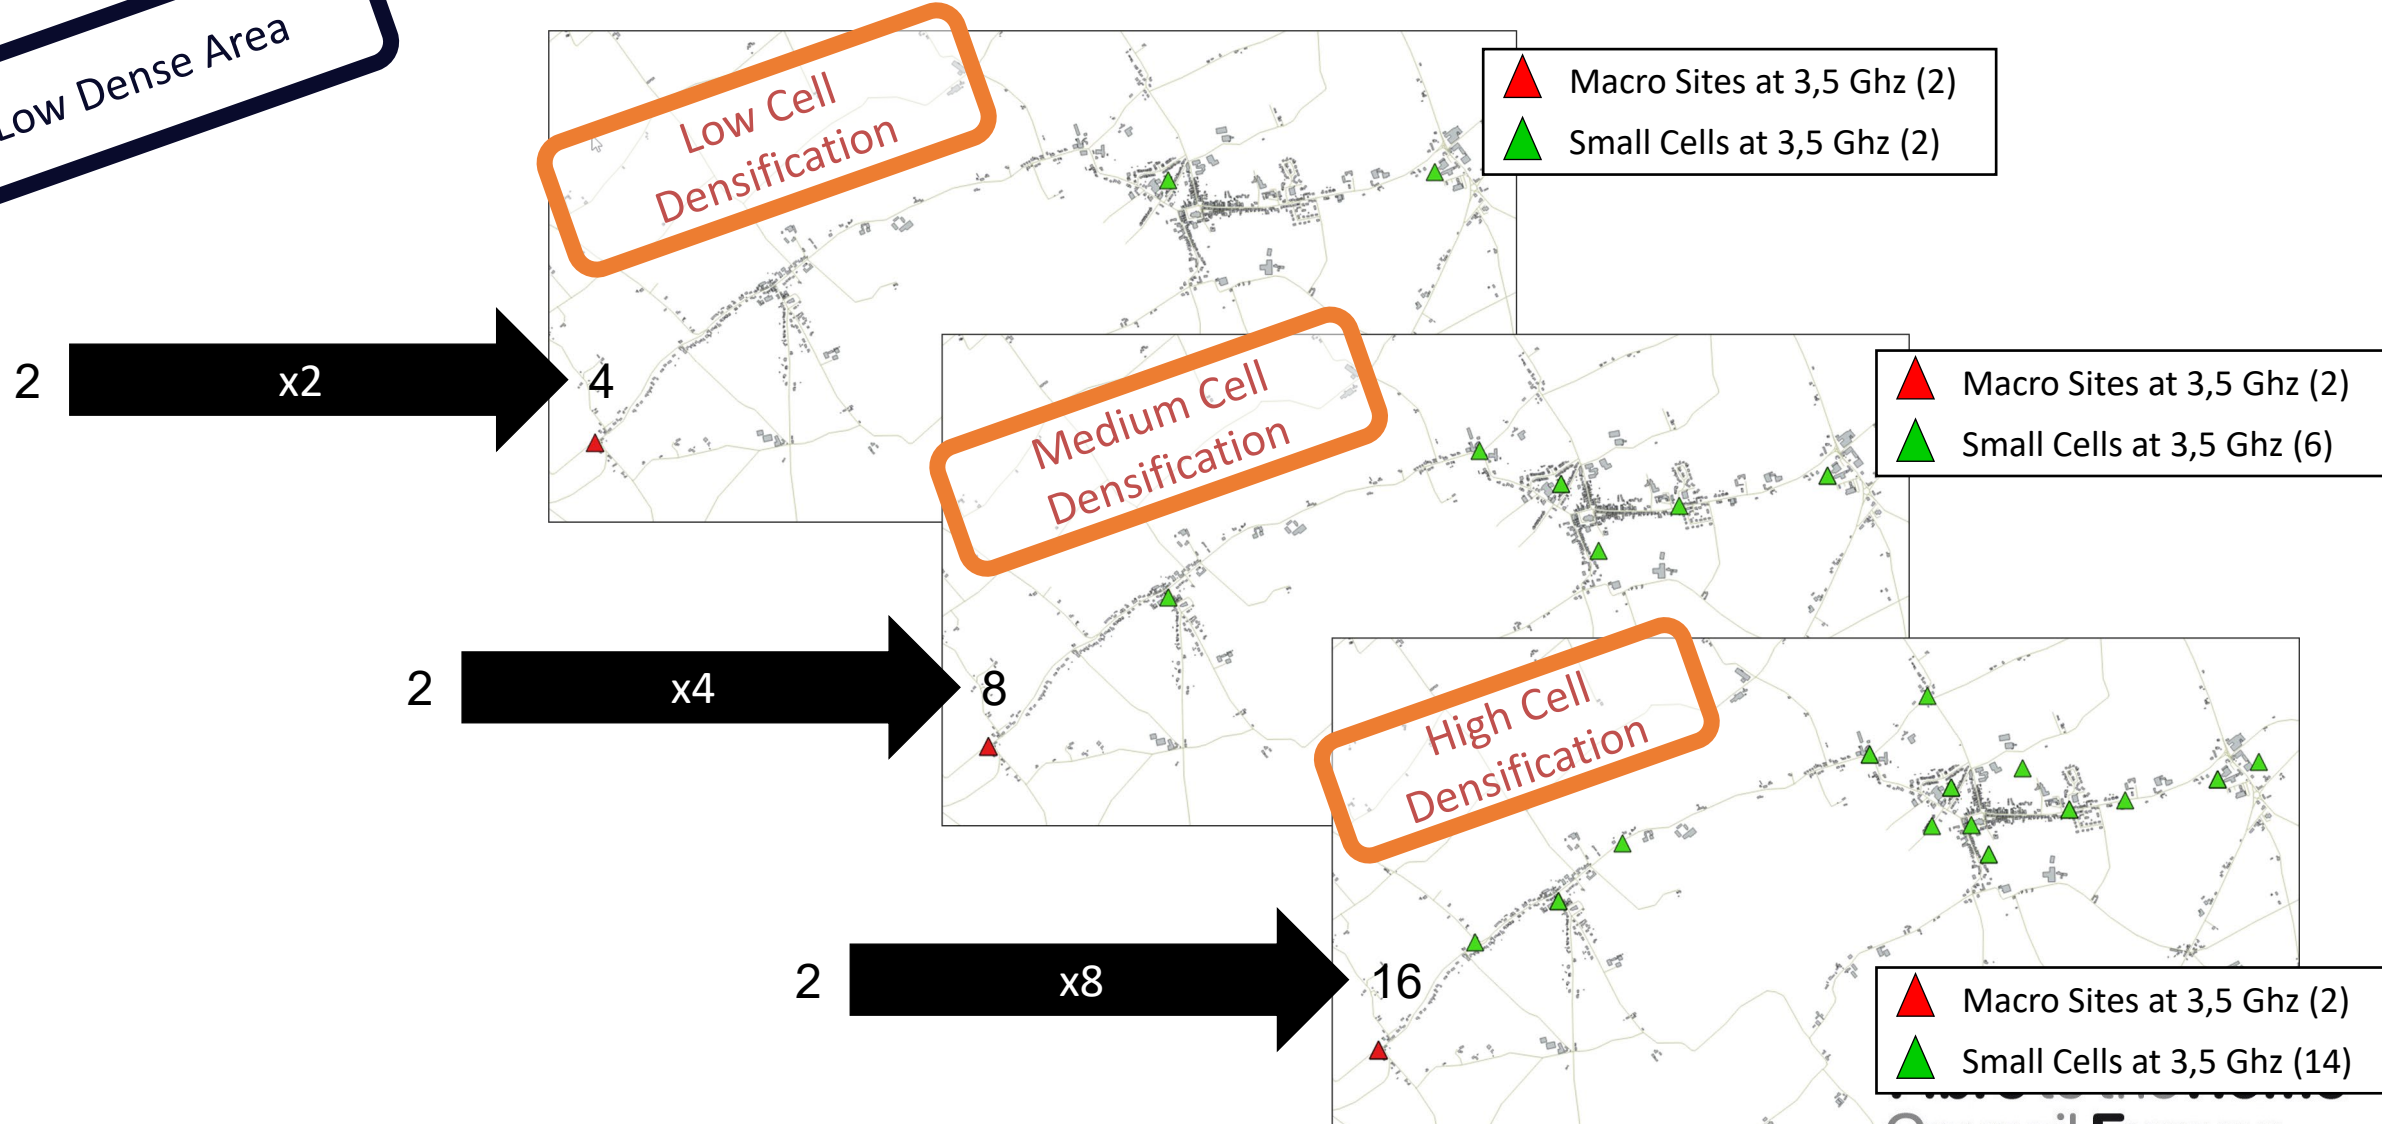 Low Dense Area
Low Cell
Densification
Macro Sites at 3,5 Ghz (2)
Small Cells at 3,5 Ghz (2)
2
x2
4
Medium Cell
Densification
Macro Sites at 3,5 Ghz (2)
Small Cells at 3,5 Ghz (6)
2
x4
8
High Cell
Densification
2
x8
16
Macro Sites at 3,5 Ghz (2)
Small Cells at 3,5 Ghz (14)